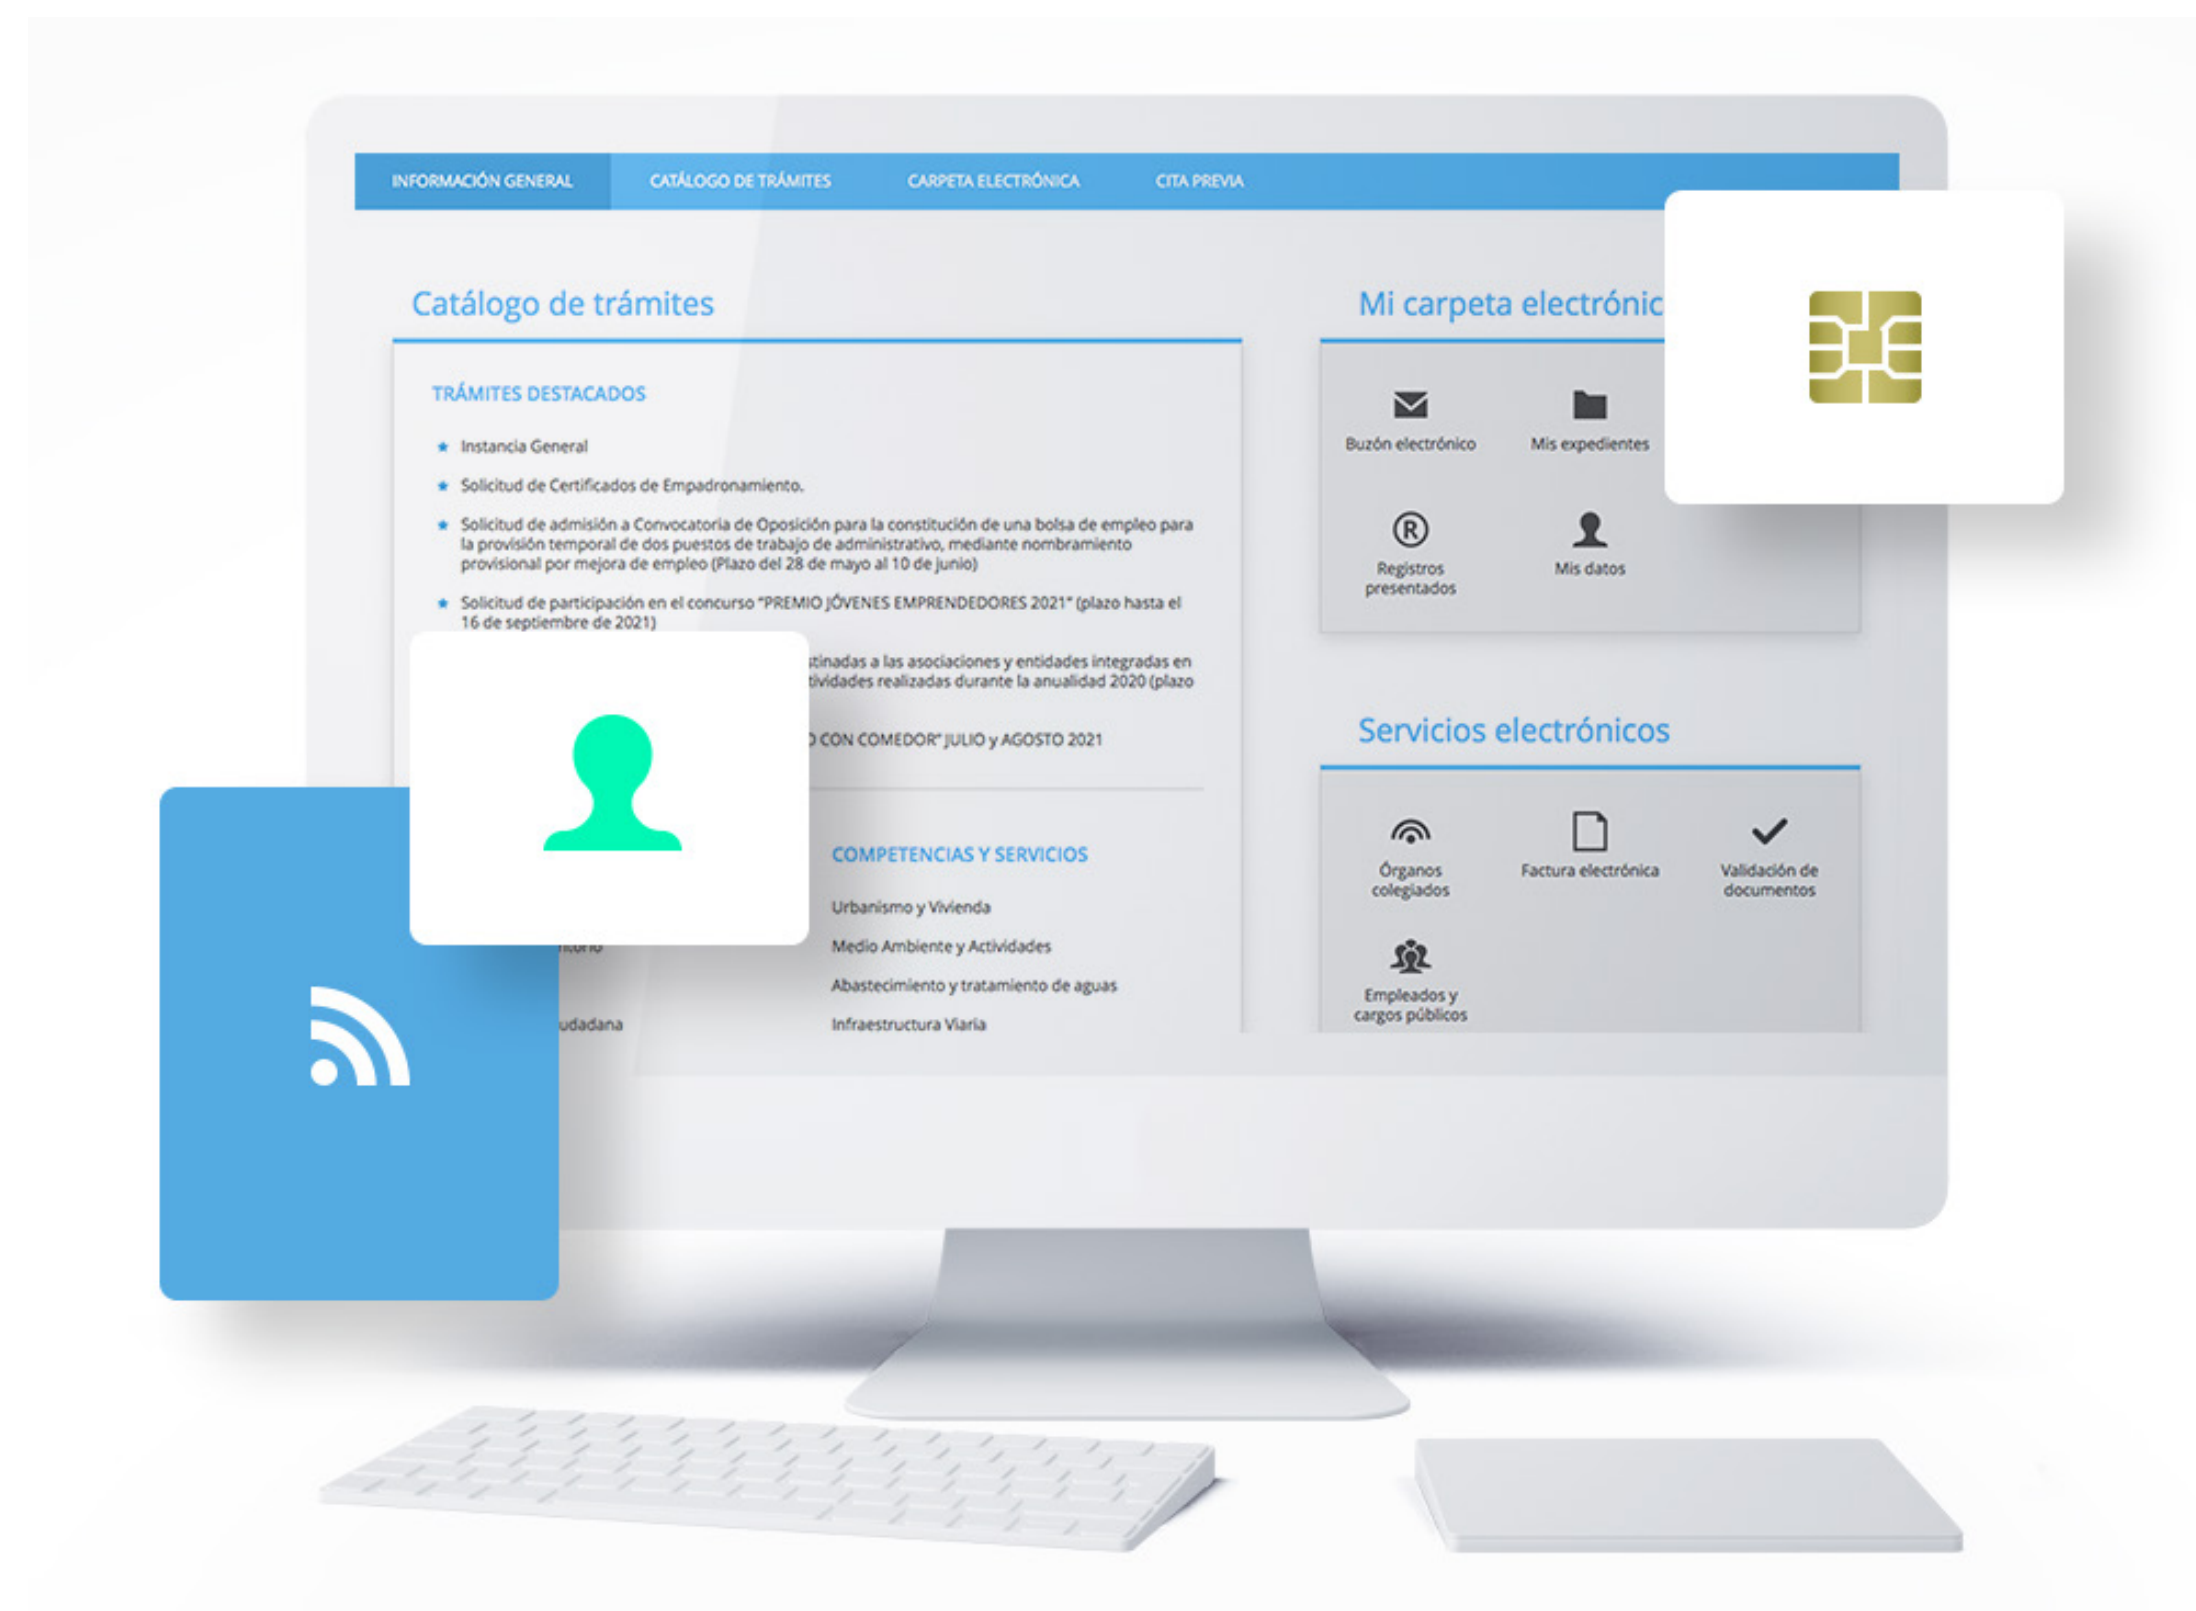 INFORMACIÓN GENERAL
CATÁLOGO DE TRÁMITES
CARPETA ELECTRÓNICA
CITA PREVIA
Catálogo de trámites
TRÁMITES DESTACADOS
Instancia General
Solicitud de Certificados de Empadronamiento.
Solicitud de admisión a Convocatoria de Oposición para la constitución de una bolsa de empleo para
la provisión temporal de dos puestos de trabajo de administrativo, mediante nombramiento
provisional por mejora de empleo (Plazo del 28 de mayo al 10 de junio)
Solicitud de participación en el concurso "PREMIO JÓVENES EMPRENDEDORES 2021" (plazo hasta el
16 de septiembre de 2021)
a las asociaciones y entidades integradas en
realizadas durante la anualidad 2020 (plazo
CON COMEDOR" JULIO y AGOSTO 2021
COMPETENCIAS Y SERVICIOS
Urbanismo y Vivienda
Medio Ambiente y Actividades
Abastecimiento y tratamiento de aguas
Infraestructura Viaria
Mi carpeta electrónic
Buzón electrónico
Mis expedientes
Registros
presentados
Mis datos
Servicios electrónicos
Órganos
colegiados
Factura electrónica
Validación de
documentos
Empleados y
cargos públicos